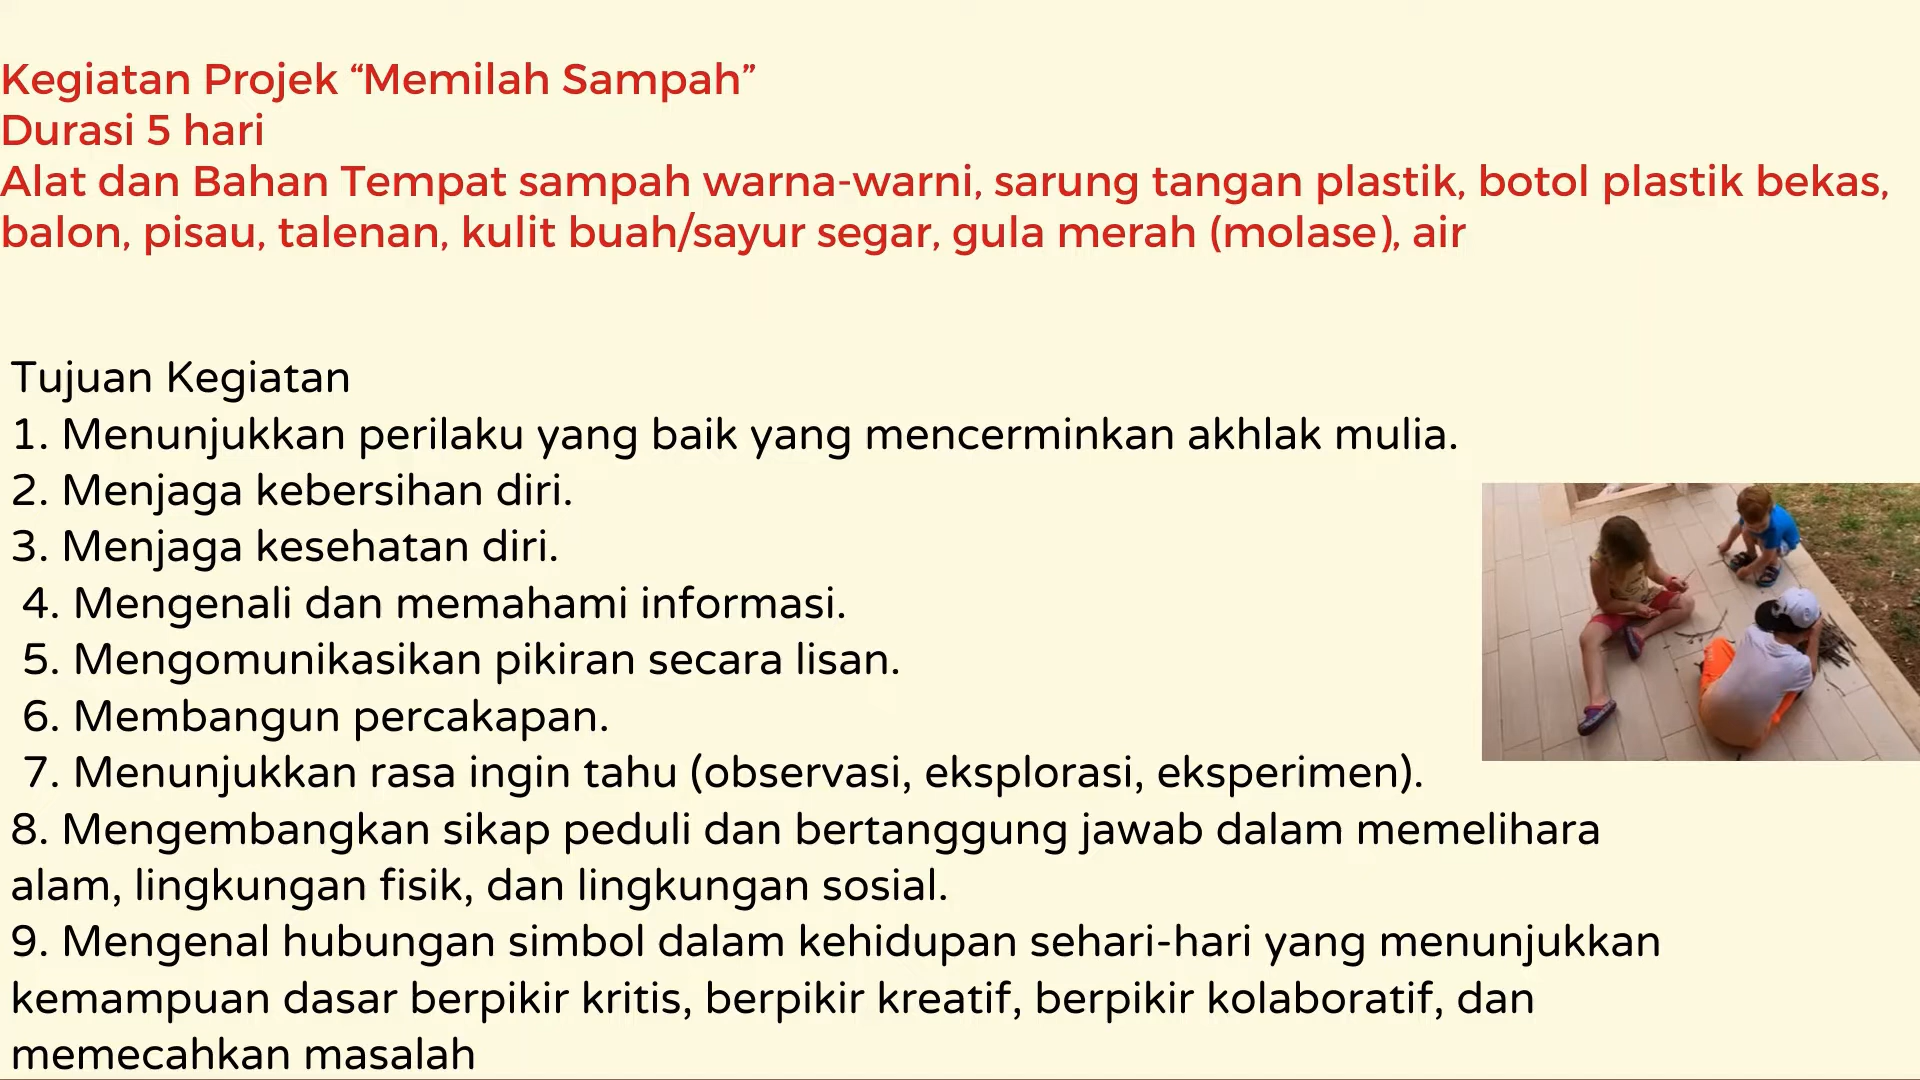 Kegiatan Projek “Memilah Sampah”
Durasi 5 hari
Alat dan Bahan Tempat sampah warna-warni, sarung tangan plastik, botol plastik bekas,
balon, pisau, talenan, kulit buah/sayur segar, gula merah (molase), air
Tujuan Kegiatan
1. Menunjukkan perilaku yang baik yang mencerminkan akhlak mulia.
2. Menjaga kebersihan diri.
3. Menjaga kesehatan diri.
4. Mengenali dan memahami informasi.
5. Mengomunikasikan pikiran secara lisan.
6. Membangun percakapan.
7. Menunjukkan rasa ingin tahu (observasi, eksplorasi, eksperimen).
8. Mengembangkan sikap peduli dan bertanggung jawab dalam memelihara
alam, lingkungan fisik, dan lingkungan sosial.
9. Mengenal hubungan simbol dalam kehidupan sehari-hari yang menunjukkan
kemampuan dasar berpikir kritis, berpikir kreatif, berpikir kolaboratif, dan
memecahkan masalah